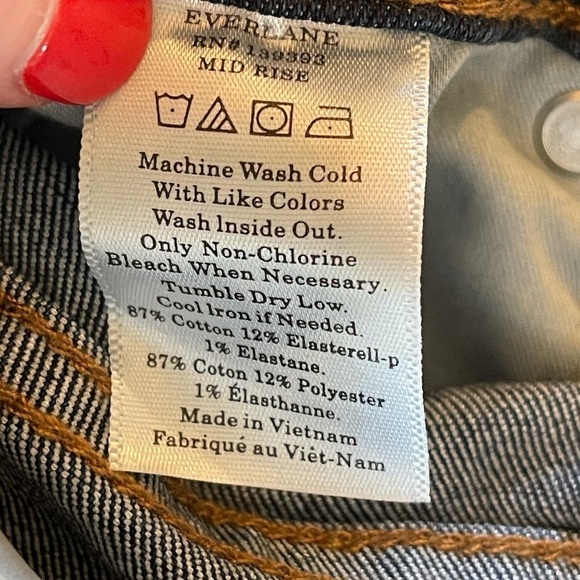 EVERLANE
RN# 139393
MID RISE
Machine Wash Cold
With Like Colors
Wash Inside Out.
Only Non-Chlorine
Bleach When Necessary.
Tumble Dry Low.
Cool Iron if Needed.
87% Cotton 12% Elasterell-p
1% Elastane.
87% Coton 12% Polyester
1% Élasthanne.
Made in Vietnam
Fabriqué au Viêt-Nam